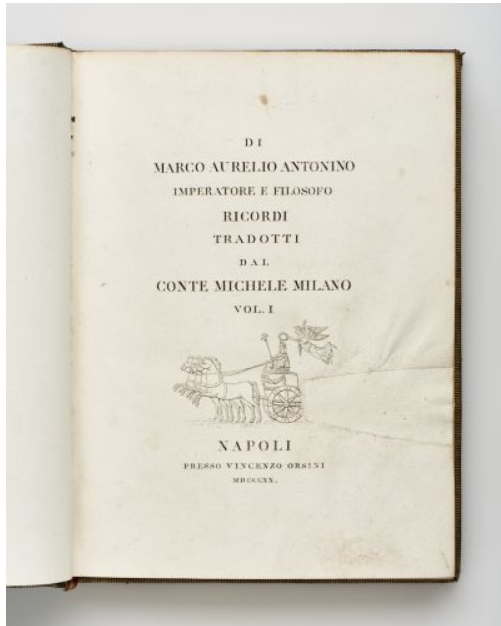 DI
MARCO AURELIO ANTONINO
IMPERATORE E FILOSOFO
RICORDI
TRADOTTI
DAL
CONTE MICHELE MILANO
VOL. I
NAPOLI
PRESSO VINCENZO ORSINI
MDCCCXX.